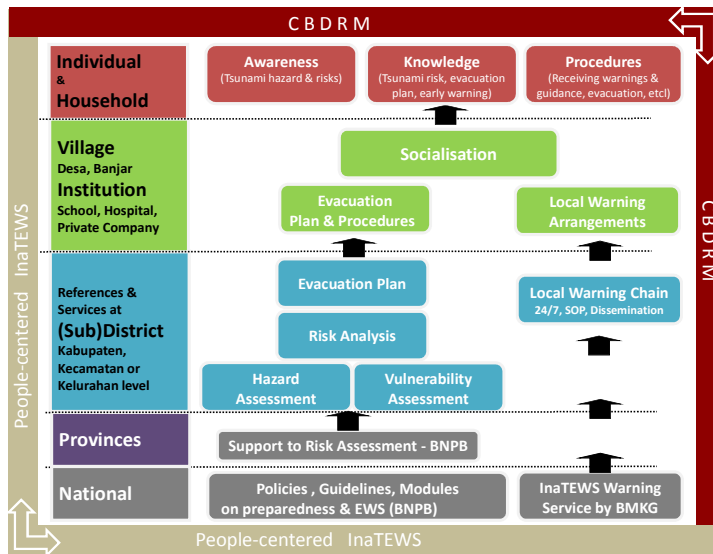 CBDRM
Individual
&
Household
Awareness
(Tsunami hazard & risks)
Knowledge
(Tsunami risk, evacuation
plan, early warning)
Procedures
(Receiving warnings &
guidance, evacuation, etcl)
Village
Desa, Banjar
Institution
School, Hospital,
Private Company
Socialisation
Evacuation
Plan & Procedures
Local Warning
Arrangements
References &
Services at
(Sub)District
Kabupaten,
Kecamatan or
Kelurahan level
Evacuation Plan
Risk Analysis
Hazard
Assessment
Vulnerability
Assessment
Local Warning Chain
24/7, SOP, Dissemination
Provinces
Support to Risk Assessment - BNPB
National
Policies , Guidelines, Modules
on preparedness & EWS (BNPB)
InaTEWS Warning
Service by BMKG
People-centered InaTEWS
People-centered InaTEWS
CBDRM